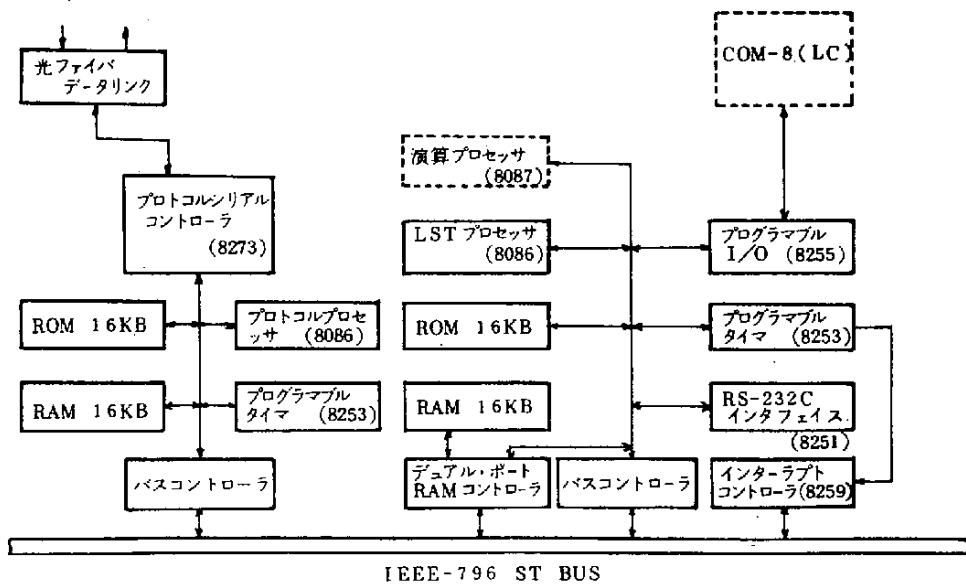 光ファイバ
データリンク
COM-8(LC)
演算プロセッサ
(8087)
プロトコルシリアル
コントローラ
(8273)
LST プロセッサ
(8086)
プログラマブル
I/O (8255)
ROM 16KB
プロトコルプロセ
ッサ (8086)
ROM 16KB
プログラマブル
タイマ (8253)
RAM 16KB
プログラマブル
タイマ (8253)
RAM 16KB
RS-232C
インタフェイス
(8251)
バスコントローラ
デュアル・ポート
RAMコントローラ
バスコントローラ
インターラプト
コントローラ(8259)
IEEE-796 ST BUS